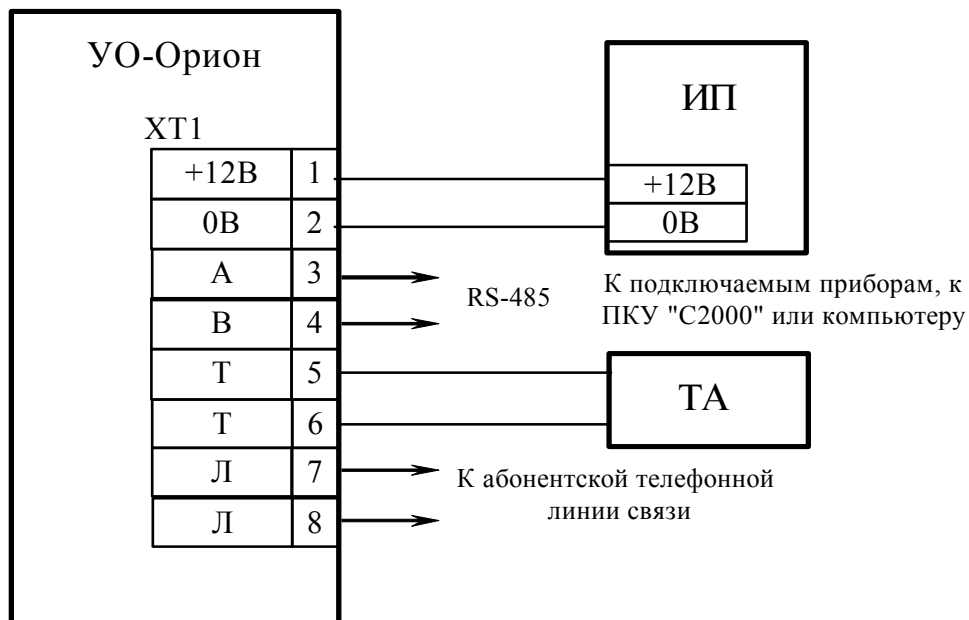 УО-Орион
ИП
XT1
+12В 1
0В 2
+12В
0В
А 3
В 4
RS-485
К подключаемым приборам, к
ПКУ "С2000" или компьютеру
Т 5
Т 6
ТА
Л 7
Л 8
К абонентской телефонной
линии связи